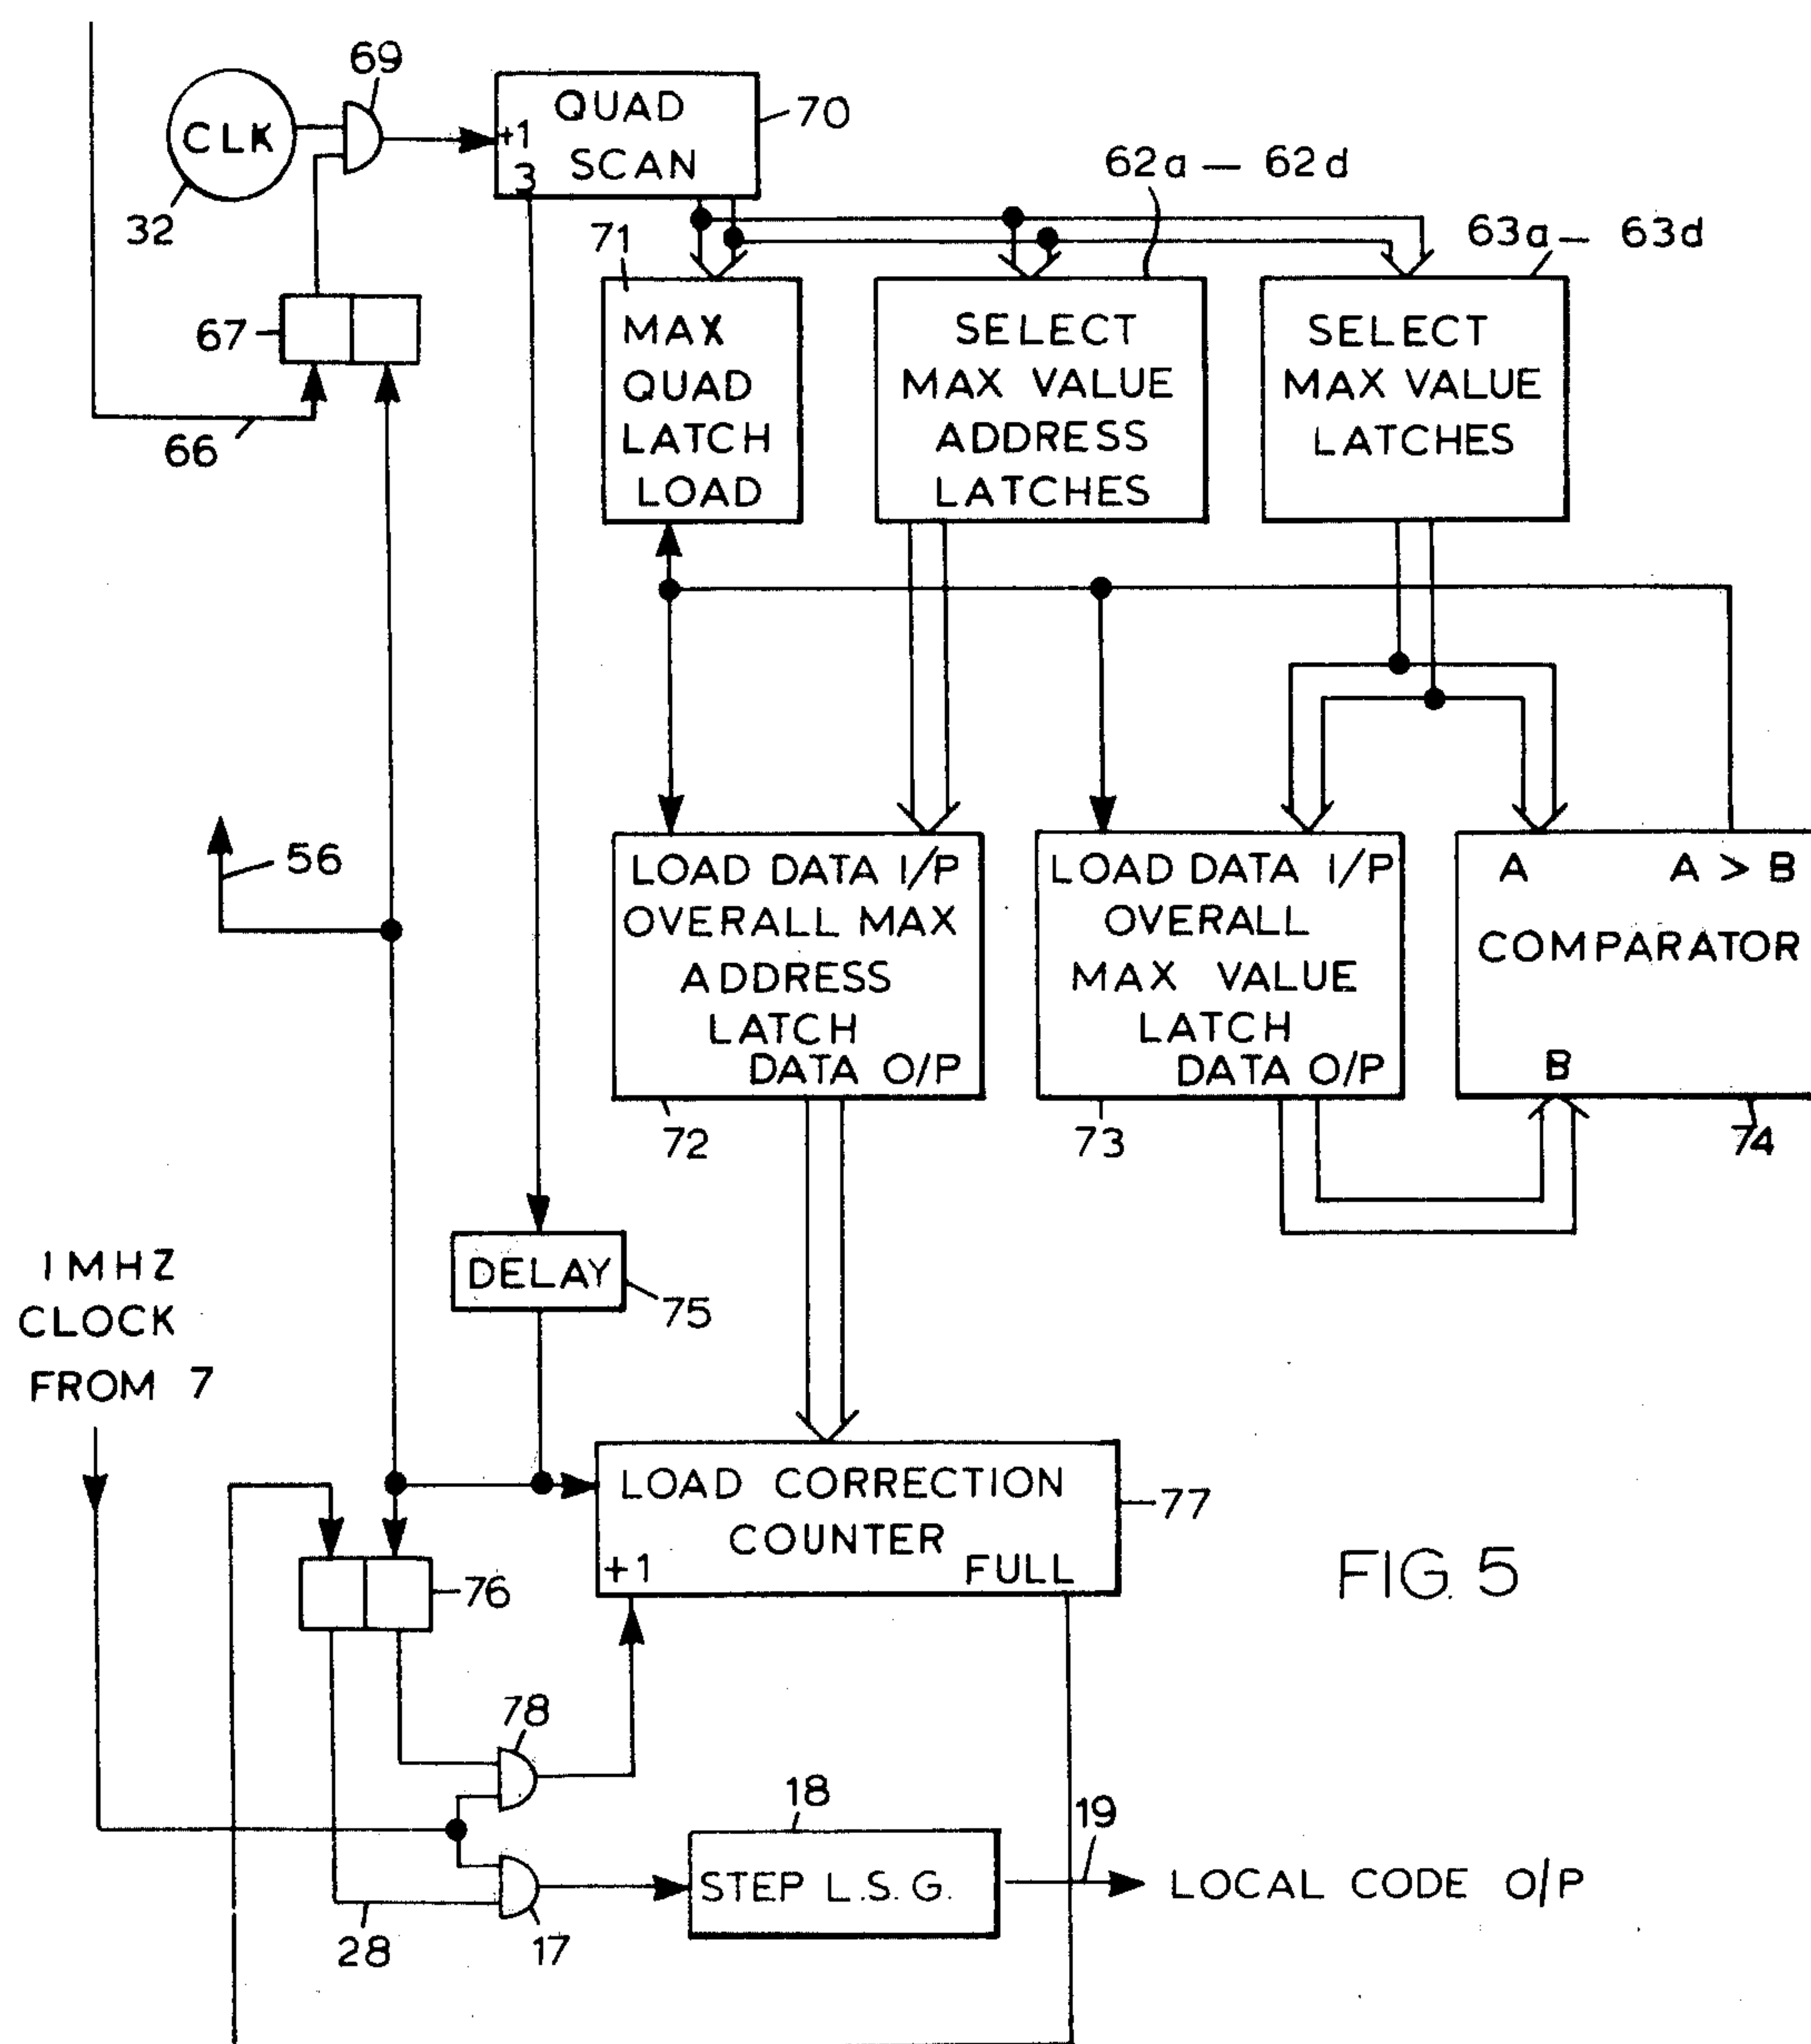 69
CLK
32
QUAD
SCAN
+1
3
70
62a — 62d
63a — 63d
71
MAX
QUAD
LATCH
LOAD
SELECT
MAX VALUE
ADDRESS
LATCHES
SELECT
MAX VALUE
LATCHES
67
66
56
LOAD DATA I/P
OVERALL MAX
ADDRESS
LATCH
DATA O/P
72
LOAD DATA I/P
OVERALL
MAX VALUE
LATCH
DATA O/P
73
A A > B
COMPARATOR
B
74
1 MHZ
CLOCK
FROM 7
DELAY
75
LOAD CORRECTION
COUNTER
+1 FULL
77
76
FIG. 5
78
18
19
STEP L.S.G.
LOCAL CODE O/P
28
17